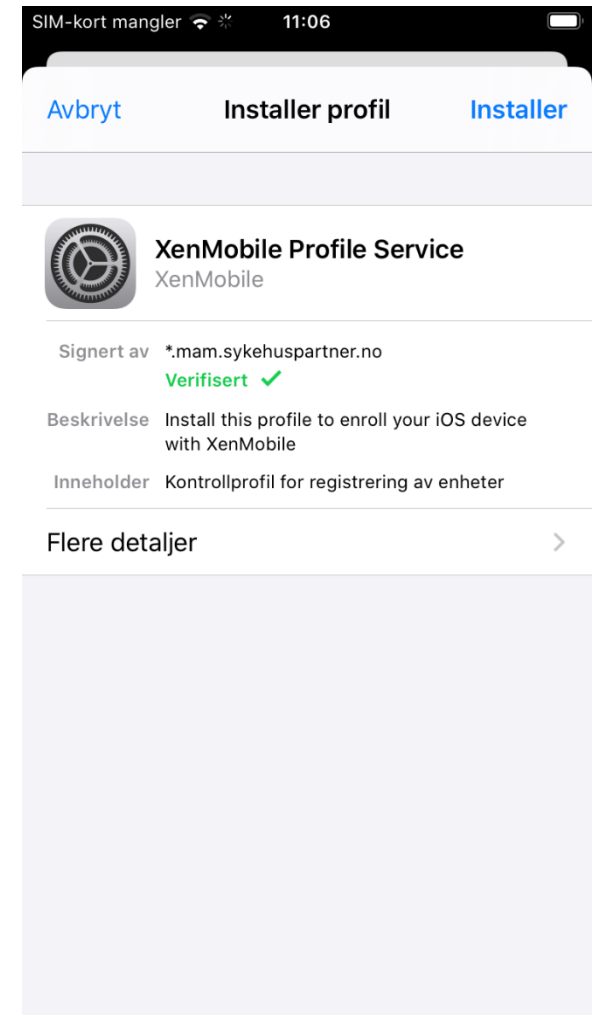 SIM-kort mangler 11:06
Avbryt Installer profil Installer
XenMobile Profile Service
XenMobile
Signert av *.mam.sykehuspartner.no
Verifisert ✓
Beskrivelse Install this profile to enroll your iOS device
with XenMobile
Inneholder Kontrollprofil for registrering av enheter
Flere detaljer